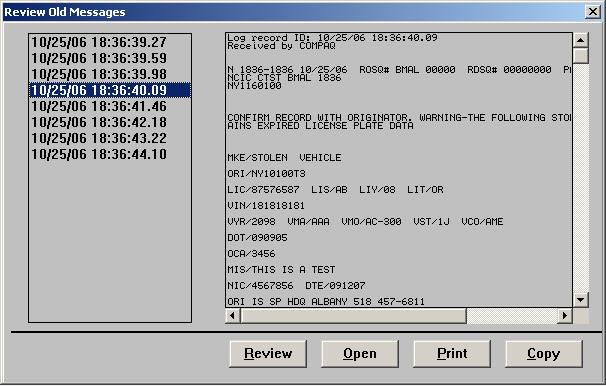 Review Old Messages
10/25/06 18:36:39.27
10/25/06 18:36:39.59
10/25/06 18:36:39.98
10/25/06 18:36:40.09
10/25/06 18:36:41.46
10/25/06 18:36:42.18
10/25/06 18:36:43.22
10/25/06 18:36:44.10
Log record ID: 10/25/06 18:36:40.09
Received by COMPAQ
N 1836-1836 10/25/06 ROSQ# BMAL 00000 RDSQ# 00000000
NCIC CTST BMAL 1836
NY1160100
CONFIRM RECORD WITH ORIGINATOR. WARNING-THE FOLLOWING STO
AINS EXPIRED LICENSE PLATE DATA
MKE/STOLEN VEHICLE
ORI/NY10100T3
LIC/87576587 LIS/AB LIY/08 LIT/OR
VIN/181818181
VYR/2098 VMA/AAA VMO/AC-300 VST/1J VCO/AME
DOT/090905
OCA/3456
MIS/THIS IS A TEST
NIC/4567856 DTE/091207
ORI IS SP HDQ ALBANY 518 457-6811
Review Open Print Copy